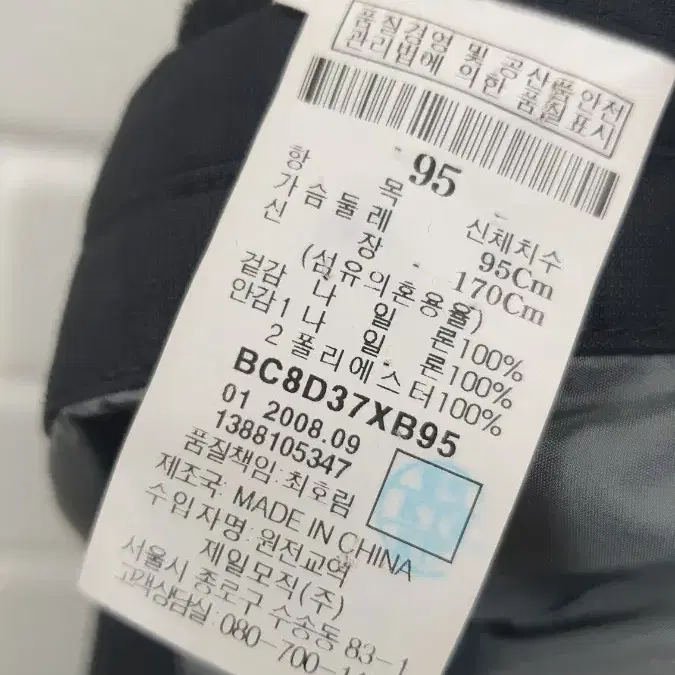 품질경영 및 공산품안전
관리법에 의한 품질표시
95
항 목 신체치수
가슴둘레 95Cm
신 장 170Cm
(섬유의혼용율)
겉감 나 일 론100%
안감1 나 일 론100%
2 폴리에스터100%
BC8D37XB95
01 2008.09
1388105347
품질책임:최호림
제조국: MADE IN CHINA
수입자명:원전교역
제일모직(주)
서울시 종로구 수송동 83-1
고객상담실:080-700-1